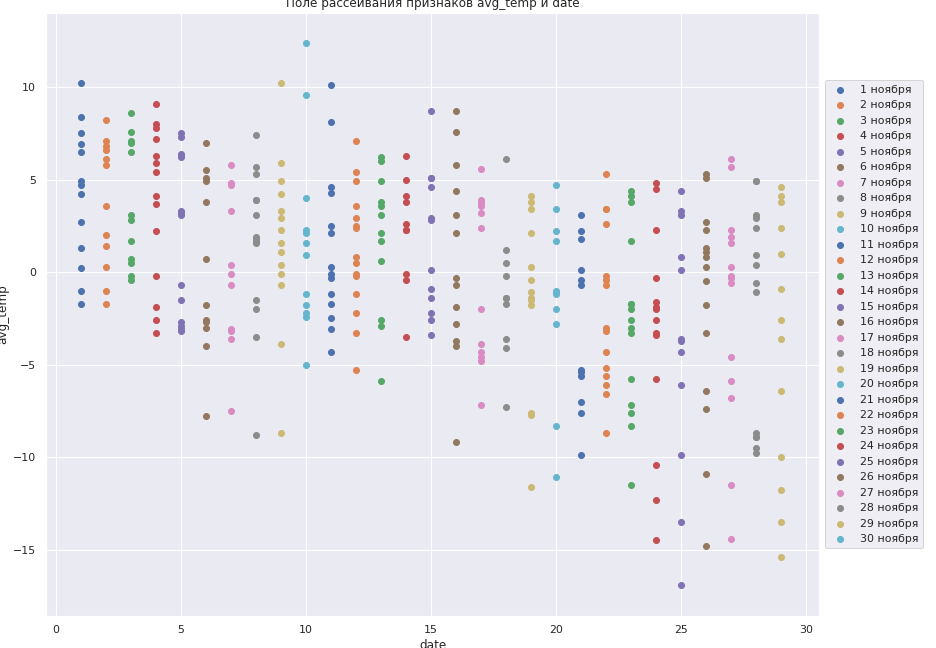 Поле рассеивания признаков avg_temp и date
avg_temp
10
5
0
−5
−10
−15
0
5
10
15
20
25
30
date
1 ноября
2 ноября
3 ноября
4 ноября
5 ноября
6 ноября
7 ноября
8 ноября
9 ноября
10 ноября
11 ноября
12 ноября
13 ноября
14 ноября
15 ноября
16 ноября
17 ноября
18 ноября
19 ноября
20 ноября
21 ноября
22 ноября
23 ноября
24 ноября
25 ноября
26 ноября
27 ноября
28 ноября
29 ноября
30 ноября